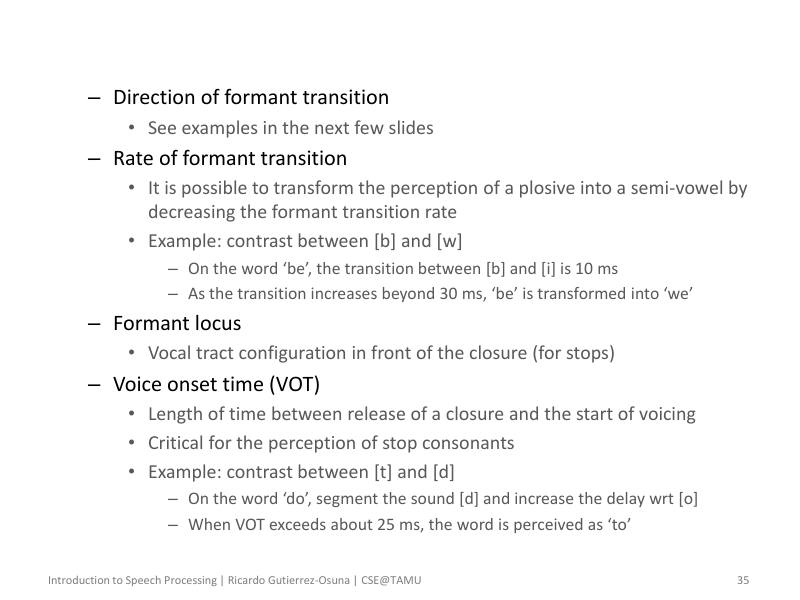 – Direction of formant transition
• See examples in the next few slides
– Rate of formant transition
• It is possible to transform the perception of a plosive into a semi-vowel by
decreasing the formant transition rate
• Example: contrast between [b] and [w]
– On the word ‘be’, the transition between [b] and [i] is 10 ms
– As the transition increases beyond 30 ms, ‘be’ is transformed into ‘we’
– Formant locus
• Vocal tract configuration in front of the closure (for stops)
– Voice onset time (VOT)
• Length of time between release of a closure and the start of voicing
• Critical for the perception of stop consonants
• Example: contrast between [t] and [d]
– On the word ‘do’, segment the sound [d] and increase the delay wrt [o]
– When VOT exceeds about 25 ms, the word is perceived as ‘to’
Introduction to Speech Processing | Ricardo Gutierrez-Osuna | CSE@TAMU 35